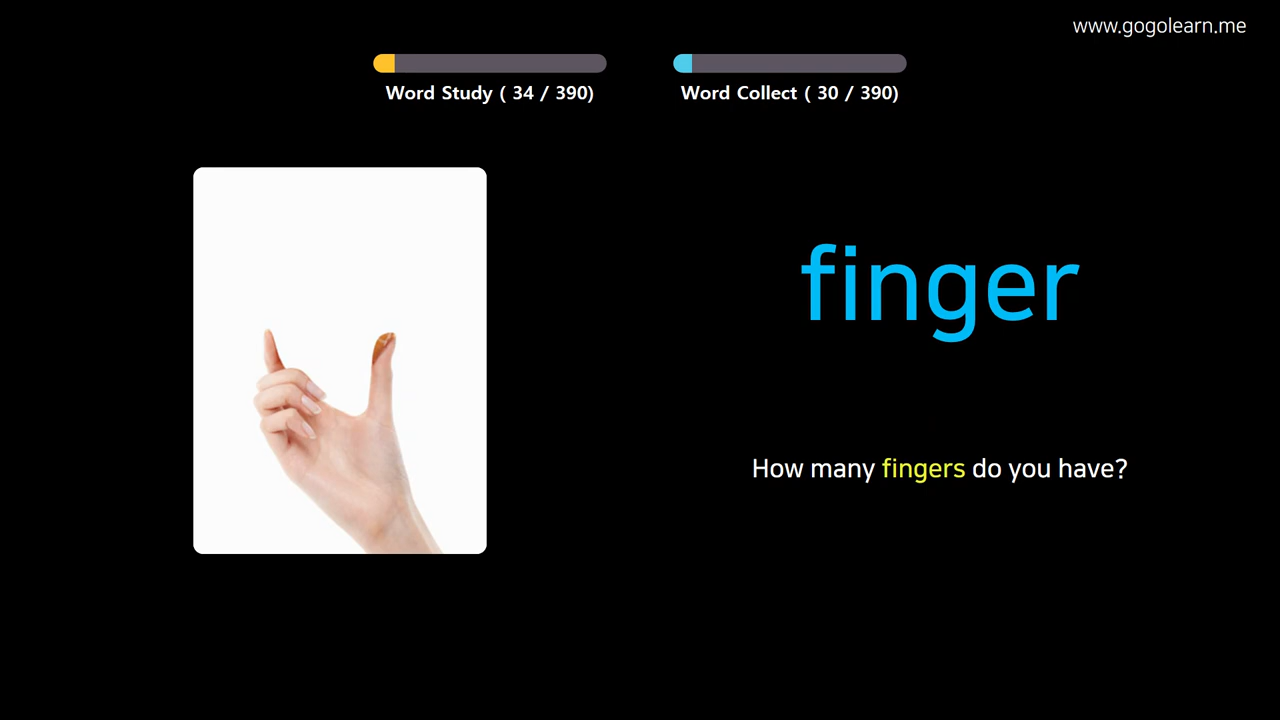 www.gogolearn.me
Word Study ( 34 / 390)
Word Collect ( 30 / 390)
finger
How many fingers do you have?